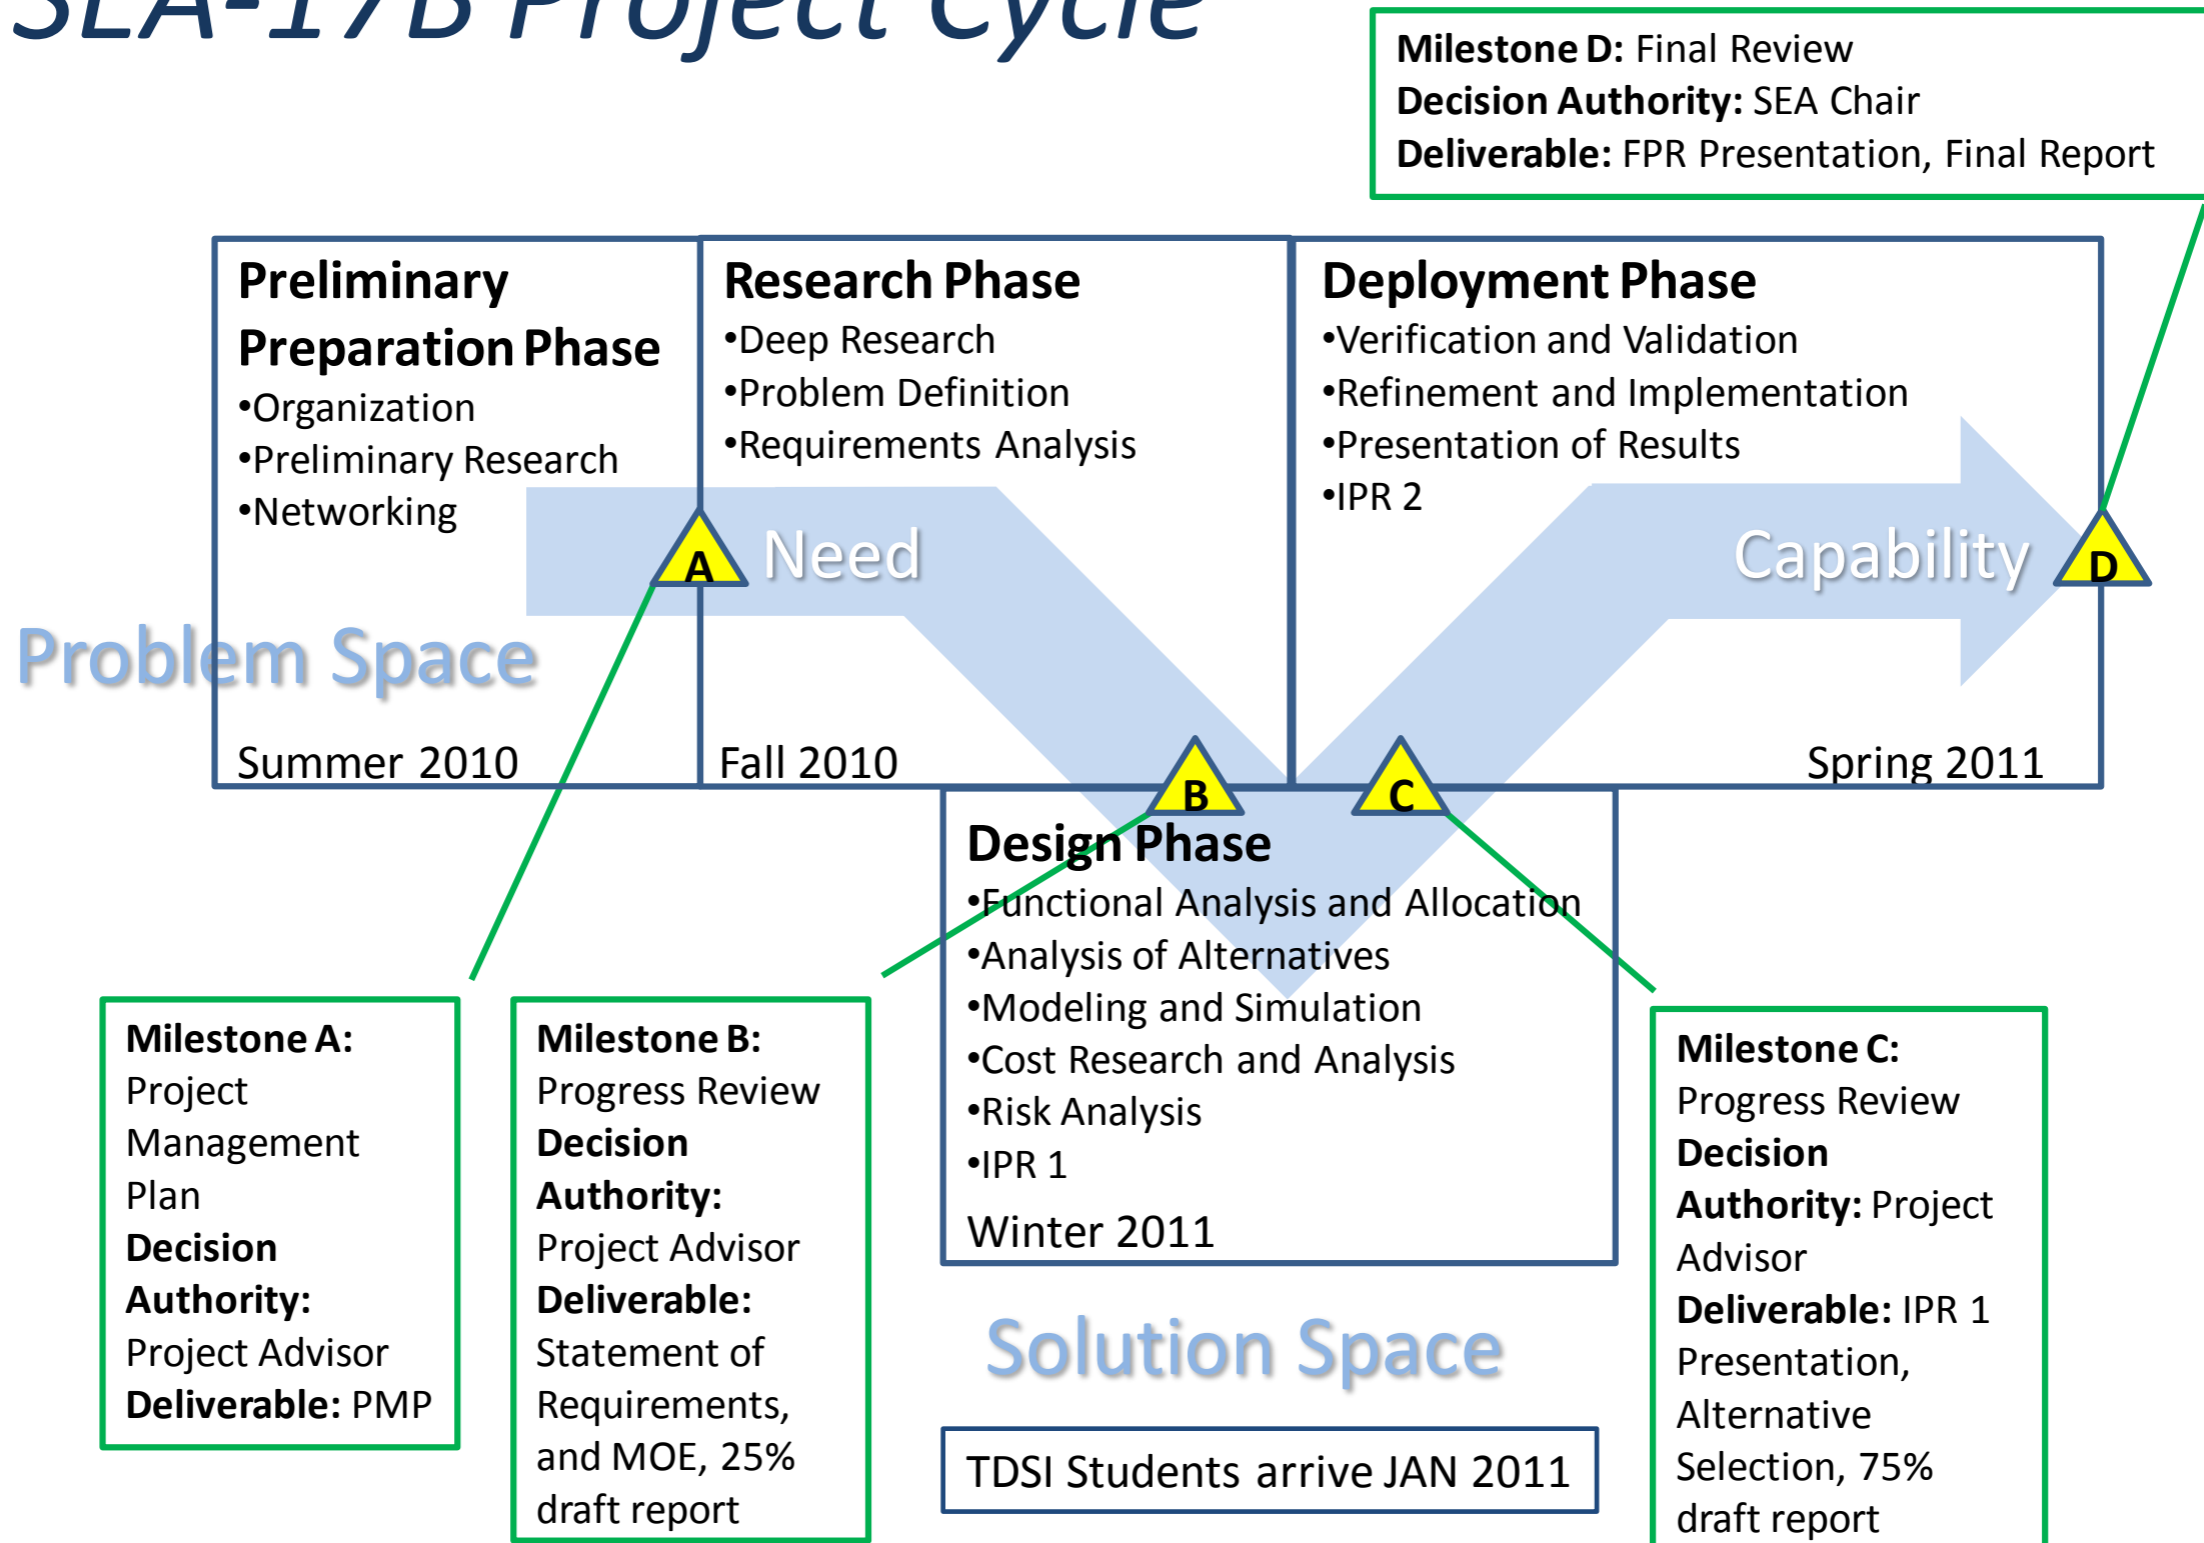 SEA-17B Project Cycle
Milestone D: Final Review
Decision Authority: SEA Chair
Deliverable: FPR Presentation, Final Report
Preliminary
Preparation Phase
•Organization
•Preliminary Research
•Networking
Summer 2010
Research Phase
•Deep Research
•Problem Definition
•Requirements Analysis
Fall 2010
Deployment Phase
•Verification and Validation
•Refinement and Implementation
•Presentation of Results
•IPR 2
Spring 2011
A
Need
Capability
D
Problem Space
B
C
Design Phase
•Functional Analysis and Allocation
•Analysis of Alternatives
•Modeling and Simulation
•Cost Research and Analysis
•Risk Analysis
•IPR 1
Winter 2011
Milestone A:
Project
Management
Plan
Decision
Authority:
Project Advisor
Deliverable: PMP
Milestone B:
Progress Review
Decision
Authority:
Project Advisor
Deliverable:
Statement of
Requirements,
and MOE, 25%
draft report
Solution Space
TDSI Students arrive JAN 2011
Milestone C:
Progress Review
Decision
Authority: Project
Advisor
Deliverable: IPR 1
Presentation,
Alternative
Selection, 75%
draft report